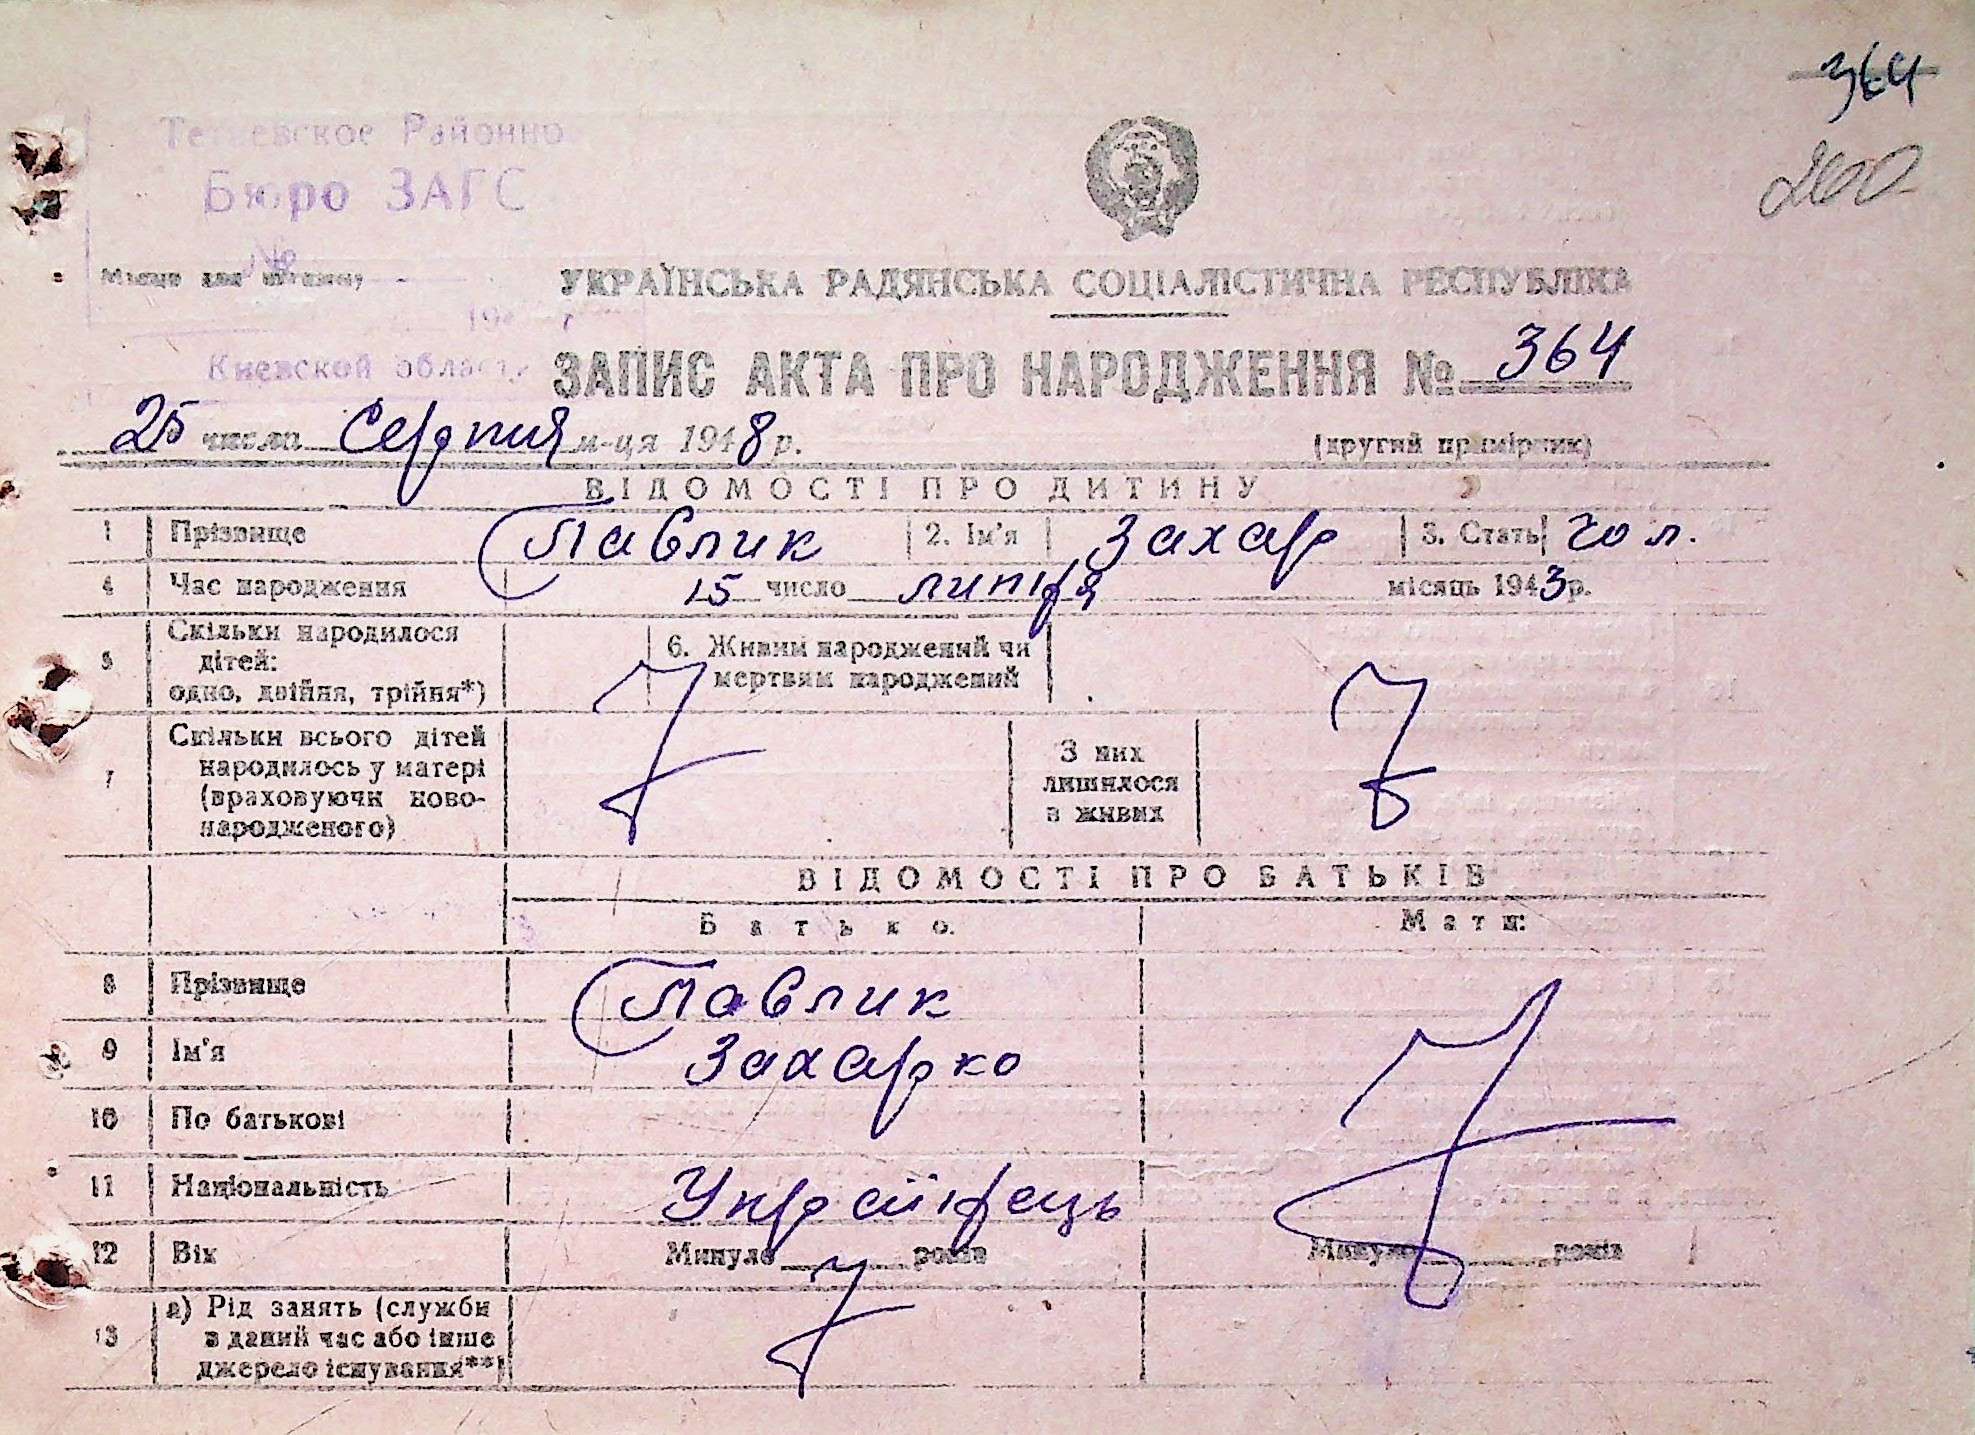 364
260
Районно
Бюро ЗАГС
№
Місце для штампу
УКРАЇНСЬКА РАДЯНСЬКА СОЦІАЛІСТИЧНА РЕСПУБЛІКА
194 г
Киевской области
ЗАПИС АКТА ПРО НАРОДЖЕННЯ № 364
25 числа Серпня м-ця 1948 р.
(другий примірник)
ВІДОМОСТІ ПРО ДИТИНУ
1 Прізвище Павлик 2. Ім'я Захар 3. Стать чол.
4 Час народження 15 число липня місяць 1943 р.
5 Скільки народилося дітей: одно, двійня, трійня*) 6. Живим народжений чи мертвим народжений
7 Скільки всього дітей народилось у матері (враховуючи ново-народженого) З них лишилося в живих
ВІДОМОСТІ ПРО БАТЬКІВ
Батько. Мати:
8 Прізвище Павлик
9 Ім'я Захарко
10 По батькові
11 Національність Українець
12 Вік Минуло років Минуло років
13 а) Рід занять (служби в даний час або інше джерело існування**)